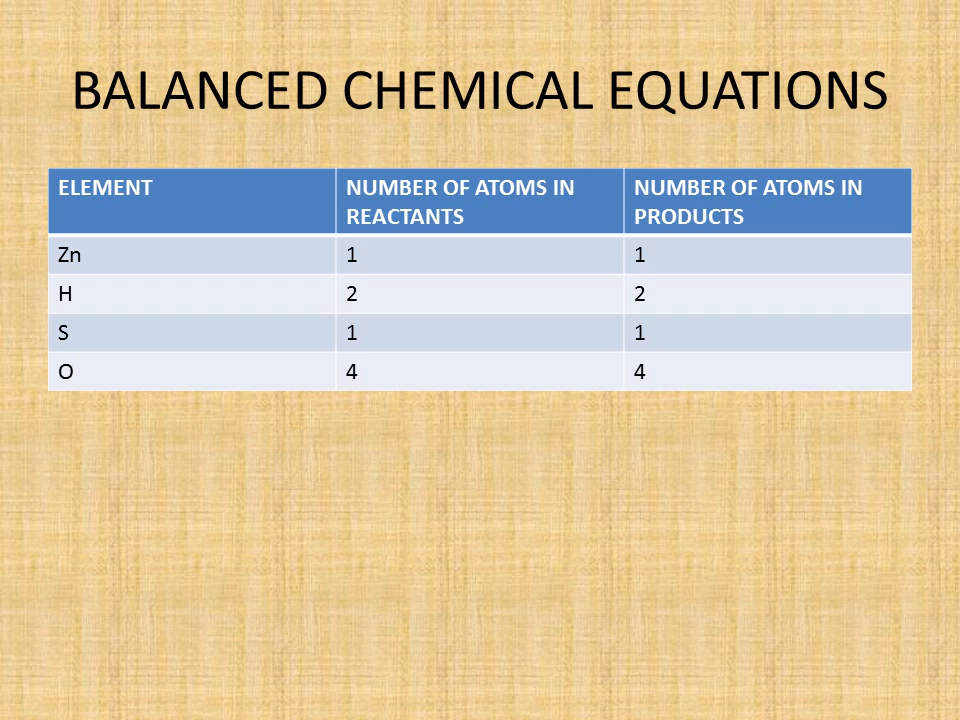 BALANCED CHEMICAL EQUATIONS
ELEMENT NUMBER OF ATOMS IN REACTANTS NUMBER OF ATOMS IN PRODUCTS
Zn 1 1
H 2 2
S 1 1
O 4 4